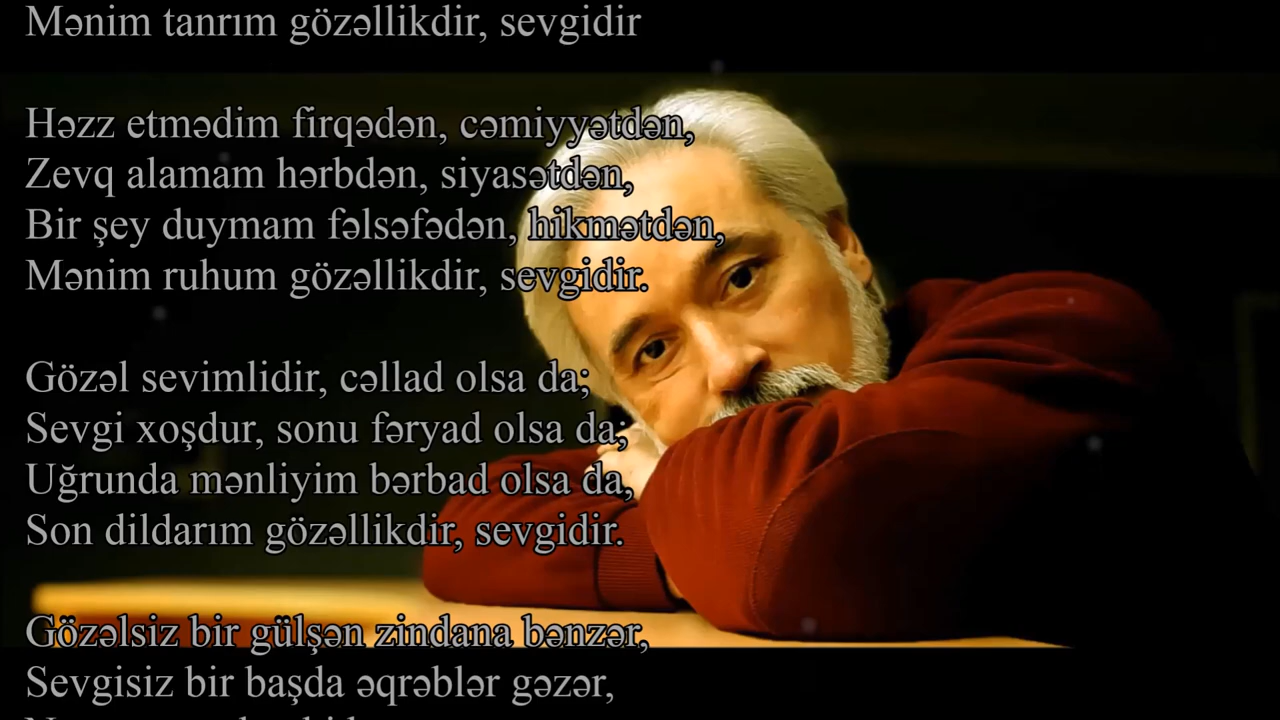 Mənim tanrım gözəllikdir, sevgidir
Həzz etmədim firqədən, cəmiyyətdən,
Zevq alamam hərbdən, siyasətdən,
Bir şey duymam fəlsəfədən, hikmətdən,
Mənim ruhum gözəllikdir, sevgidir.
Gözəl sevimlidir, cəllad olsa da;
Sevgi xoşdur, sonu fəryad olsa da;
Uğrunda mənliyim bərbad olsa da,
Son dildarım gözəllikdir, sevgidir.
Gözəlsiz bir gülşən zindana bənzər,
Sevgisiz bir başda əqrəblər gəzər,